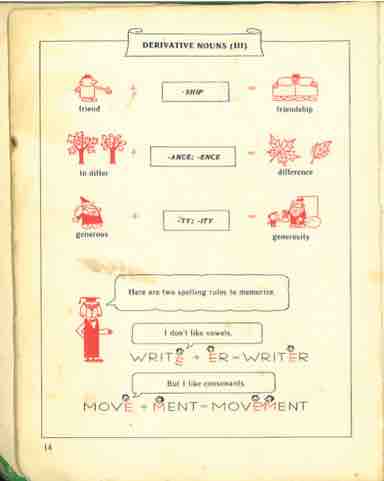 DERIVATIVE NOUNS (III)
+ -SHIP =
friend friendship
+ -ANCE; -ENCE =
to differ difference
+ -TY; -ITY =
generous generosity
Here are two spelling rules to memorize.
I don't like vowels.
WRITE + ER = WRITER
But I like consonants.
MOVE + MENT = MOVEMENT
14